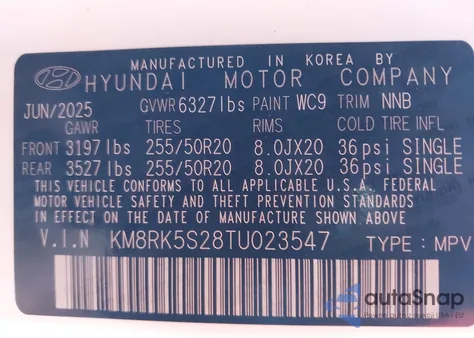 MANUFACTURED IN KOREA BY
HYUNDAI MOTOR COMPANY
JUN/2025 GVWR 6327lbs PAINT WC9 TRIM NNB
GAWR TIRES RIMS COLD TIRE INFL
FRONT 3197lbs 255/50R20 8.0JX20 36psi SINGLE
REAR 3527lbs 255/50R20 8.0JX20 36psi SINGLE
THIS VEHICLE CONFORMS TO ALL APPLICABLE U.S.A. FEDERAL
MOTOR VEHICLE SAFETY AND THEFT PREVENTION STANDARDS
IN EFFECT ON THE DATE OF MANUFACTURE SHOWN ABOVE
V.I.N KM8RK5S28TU023547 TYPE: MPV
autoSnap